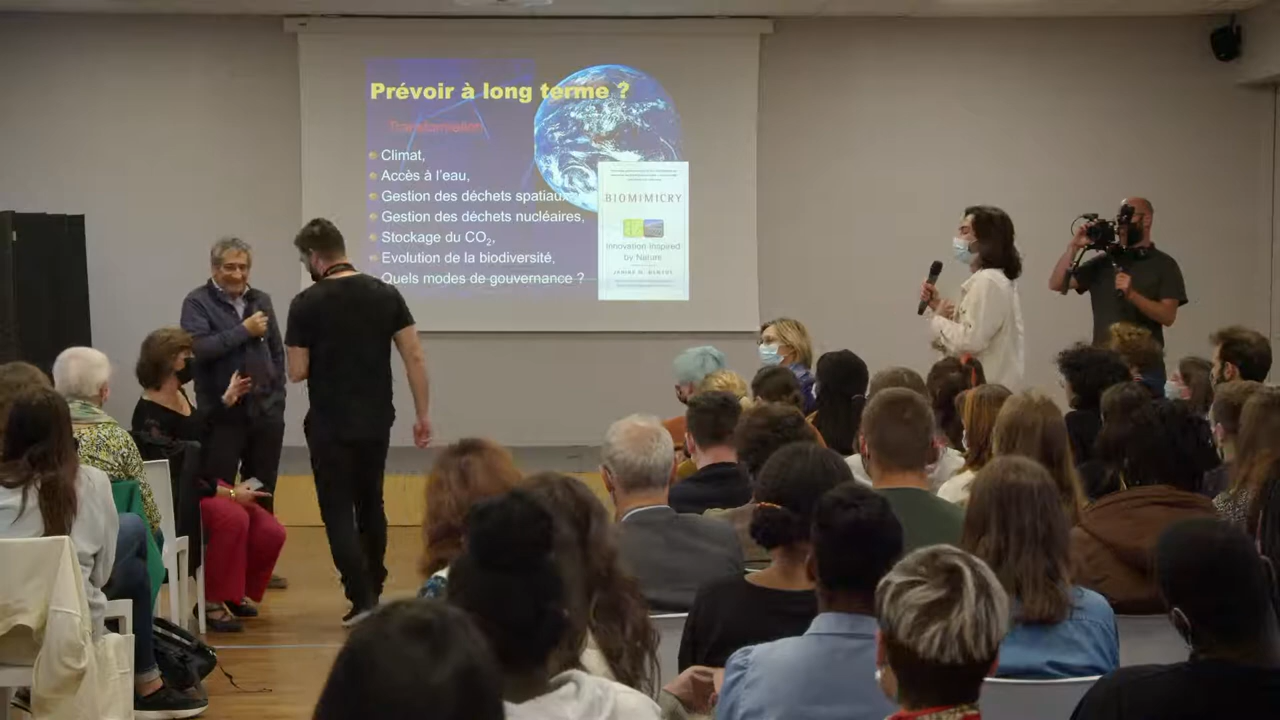 Prévoir à long terme ?
Climat,
Accès à l'eau,
Gestion des déchets spatiaux
Gestion des déchets nucléaires,
Stockage du CO₂,
Evolution de la biodiversité,
Quels modes de gouvernance ?
BIOMIMICRY
Innovation Inspired
by Nature